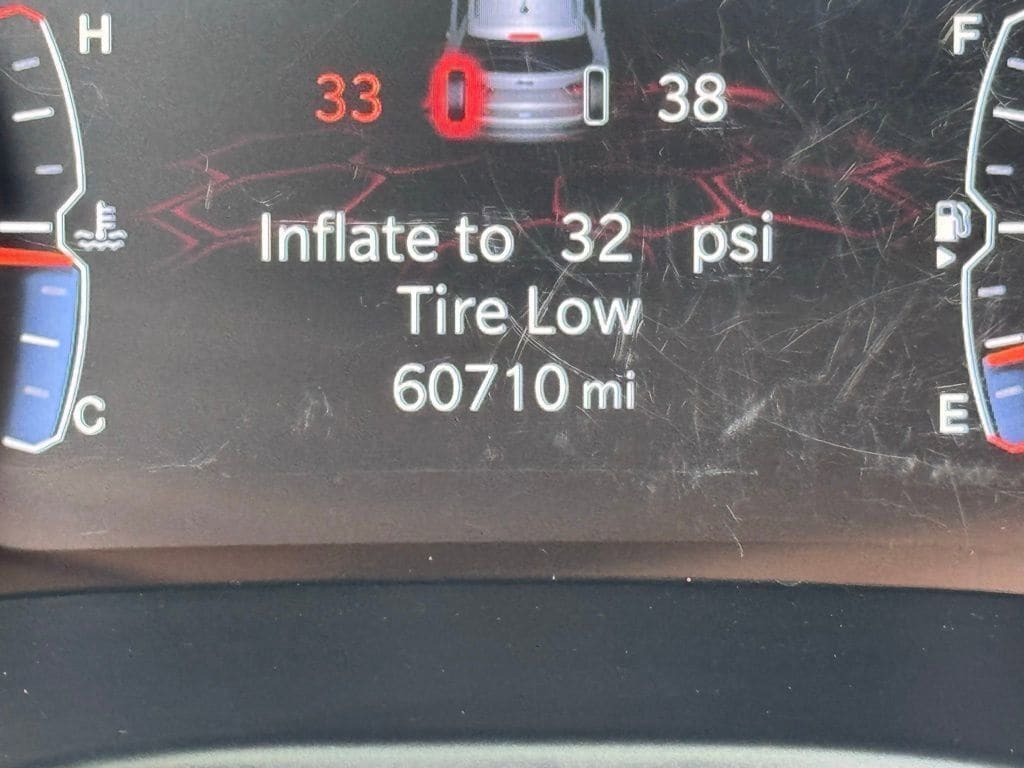 H F
33 38
Inflate to 32 psi
Tire Low
60710 mi
C E